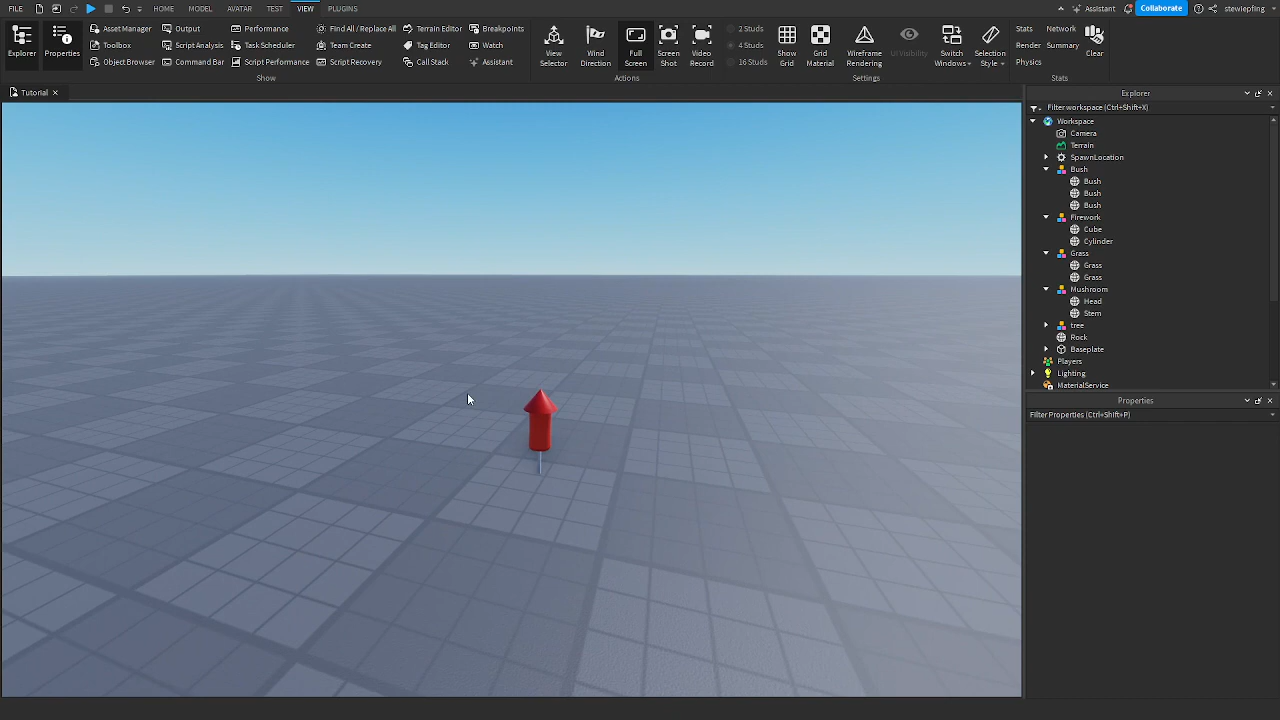 FILE HOME MODEL AVATAR TEST VIEW PLUGINS Assistant Collaborate stewiepfing
Explorer
Properties
Asset Manager Output Performance Find All / Replace All Terrain Editor Breakpoints
Toolbox Script Analysis Task Scheduler Team Create Tag Editor Watch
Object Browser Command Bar Script Performance Script Recovery Call Stack Assistant
Show
View Selector
Wind Direction
Full Screen
Screen Shot
Video Record
Actions
2 Studs
4 Studs
16 Studs
Show Grid
Grid Material
Wireframe Rendering
UI Visibility
Switch Windows
Selection Style
Settings
Stats Network
Render Summary
Physics
Clear
Stats
Tutorial
Explorer
Filter workspace (Ctrl+Shift+X)
Workspace
Camera
Terrain
SpawnLocation
Bush
Bush
Bush
Bush
Firework
Cube
Cylinder
Grass
Grass
Grass
Mushroom
Head
Stem
tree
Rock
Baseplate
Players
Lighting
MaterialService
Properties
Filter Properties (Ctrl+Shift+P)